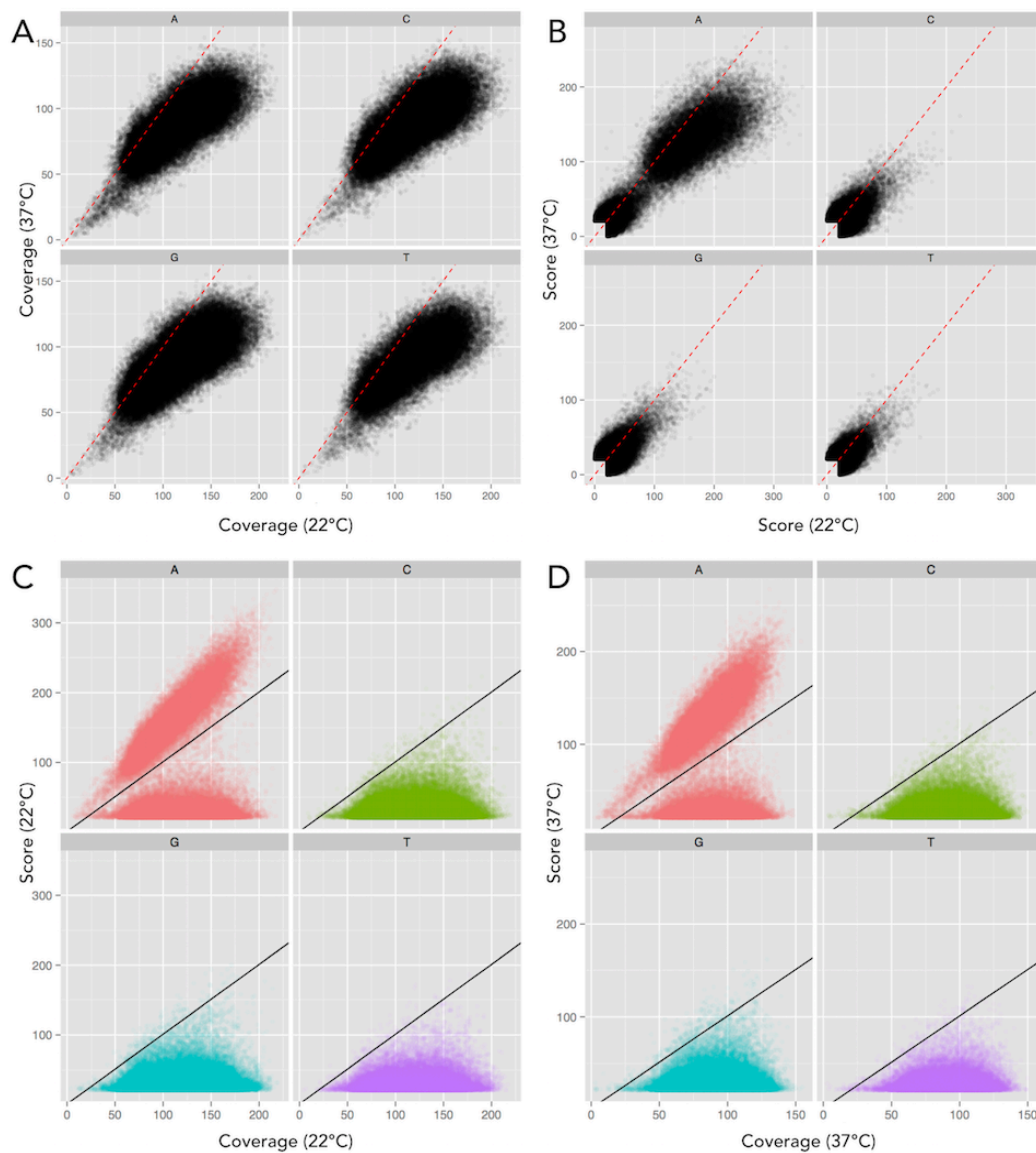 A
A
C
150
100
50
0
G
T
150
100
50
0
0 50 100 150 200
0 50 100 150 200
Coverage (37°C)
Coverage (22°C)
B
A
C
200
100
0
G
T
200
100
0
0 100 200 300
0 100 200 300
Score (37°C)
Score (22°C)
C
A
C
300
200
100
G
T
300
200
100
0 50 100 150 200
0 50 100 150 200
Score (22°C)
Coverage (22°C)
D
A
C
200
100
G
T
200
100
0 50 100 150
0 50 100 150
Score (37°C)
Coverage (37°C)